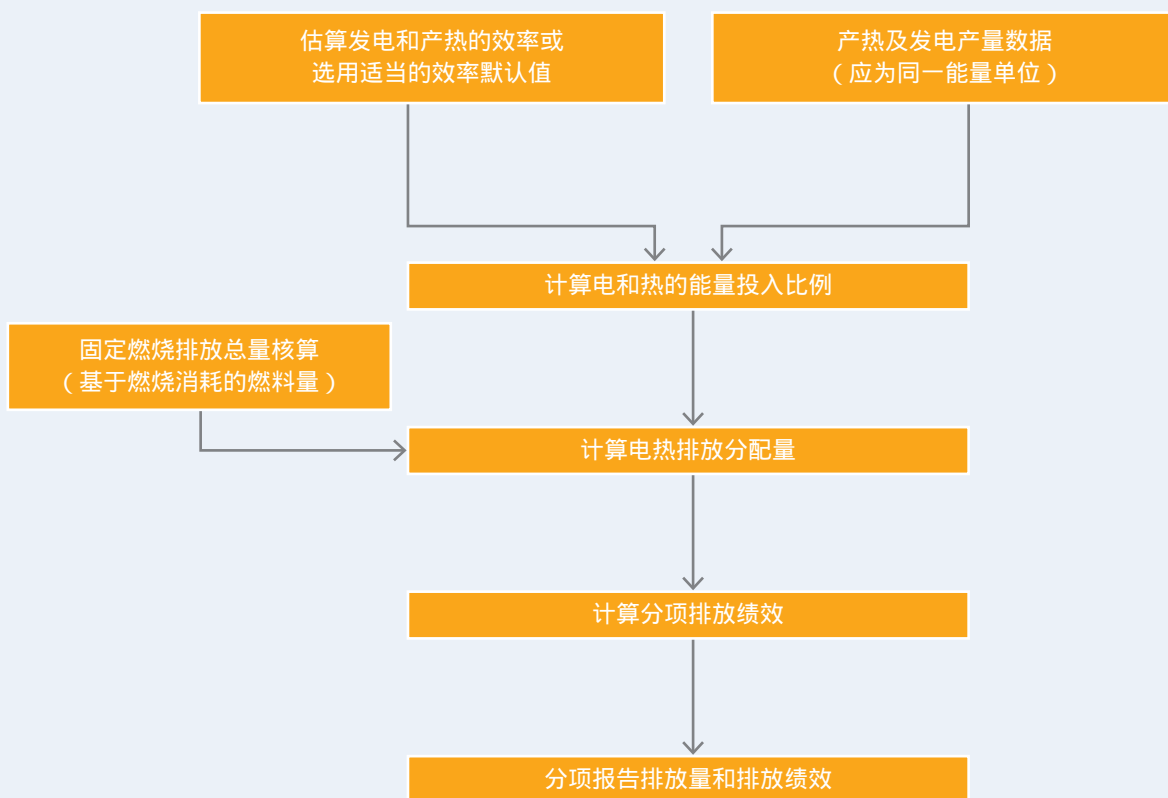 估算发电和产热的效率或
选用适当的效率默认值
产热及发电产量数据
（应为同一能量单位）
计算电和热的能量投入比例
固定燃烧排放总量核算
（基于燃烧消耗的燃料量）
计算电热排放分配量
计算分项排放绩效
分项报告排放量和排放绩效